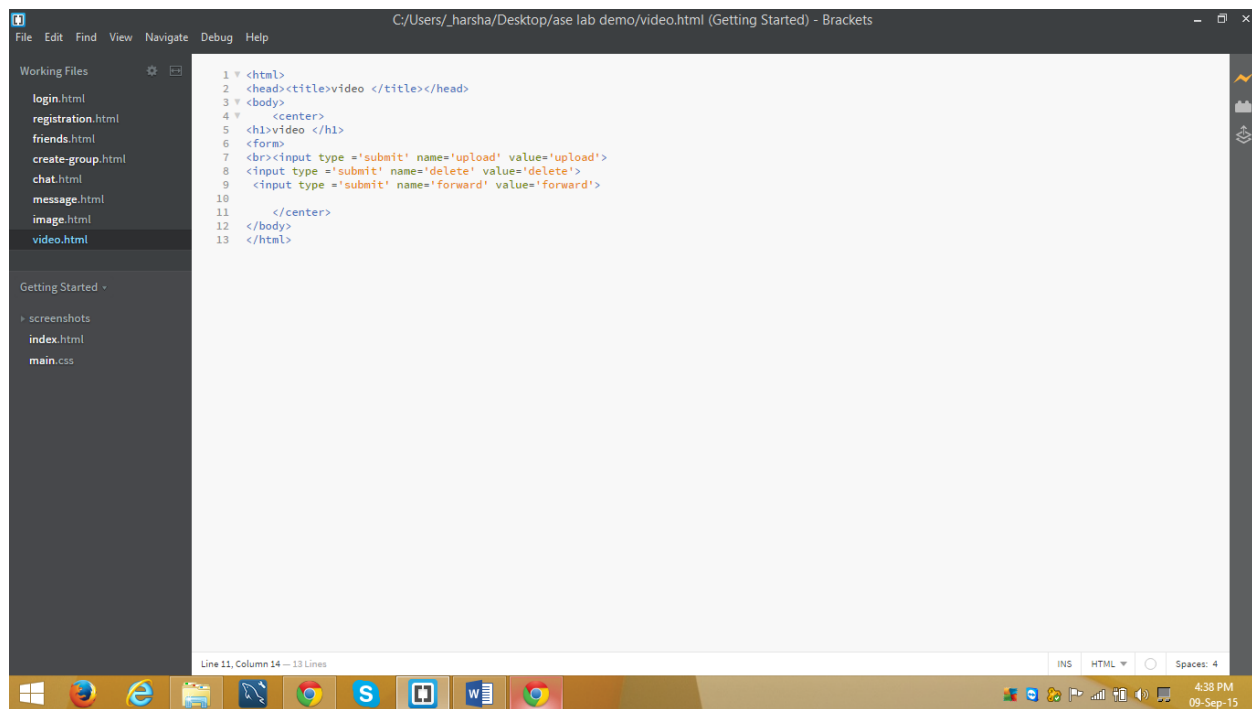 C:/Users/_harsha/Desktop/ase lab demo/video.html (Getting Started) - Brackets
File Edit Find View Navigate Debug Help
Working Files
login.html
registration.html
friends.html
create-group.html
chat.html
message.html
image.html
video.html
Getting Started
screenshots
index.html
main.css
1 <html>
2 <head><title>video </title></head>
3 <body>
4 <center>
5 <h1>video </h1>
6 <form>
7 <br><input type ='submit' name='upload' value='upload'>
8 <input type ='submit' name='delete' value='delete'>
9 <input type ='submit' name='forward' value='forward'>
10
11 </center>
12 </body>
13 </html>
Line 11, Column 14 — 13 Lines
INS HTML Spaces: 4
4:38 PM
09-Sep-15